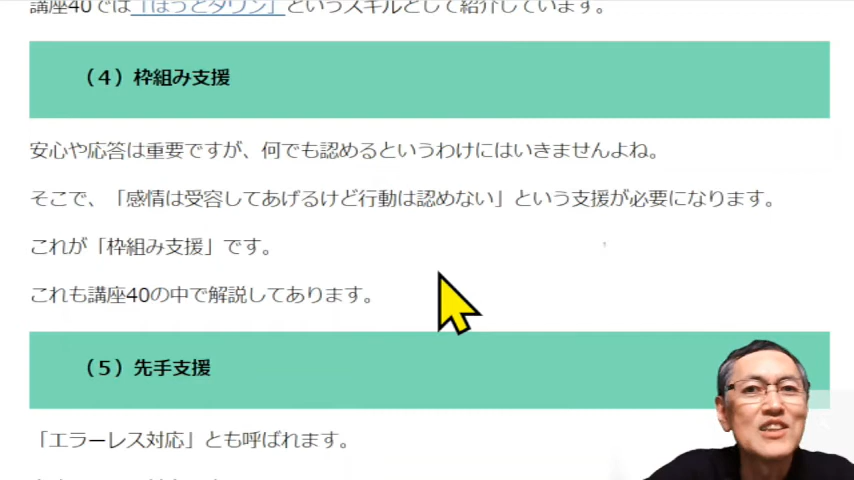 講座40では「ほっとダウン」というスキルとして紹介しています。
（4）枠組み支援
安心や応答は重要ですが、何でも認めるというわけにはいきませんよね。
そこで、「感情は受容してあげるけど行動は認めない」という支援が必要になります。
これが「枠組み支援」です。
これも講座40の中で解説してあります。
（5）先手支援
「エラーレス対応」とも呼ばれます。